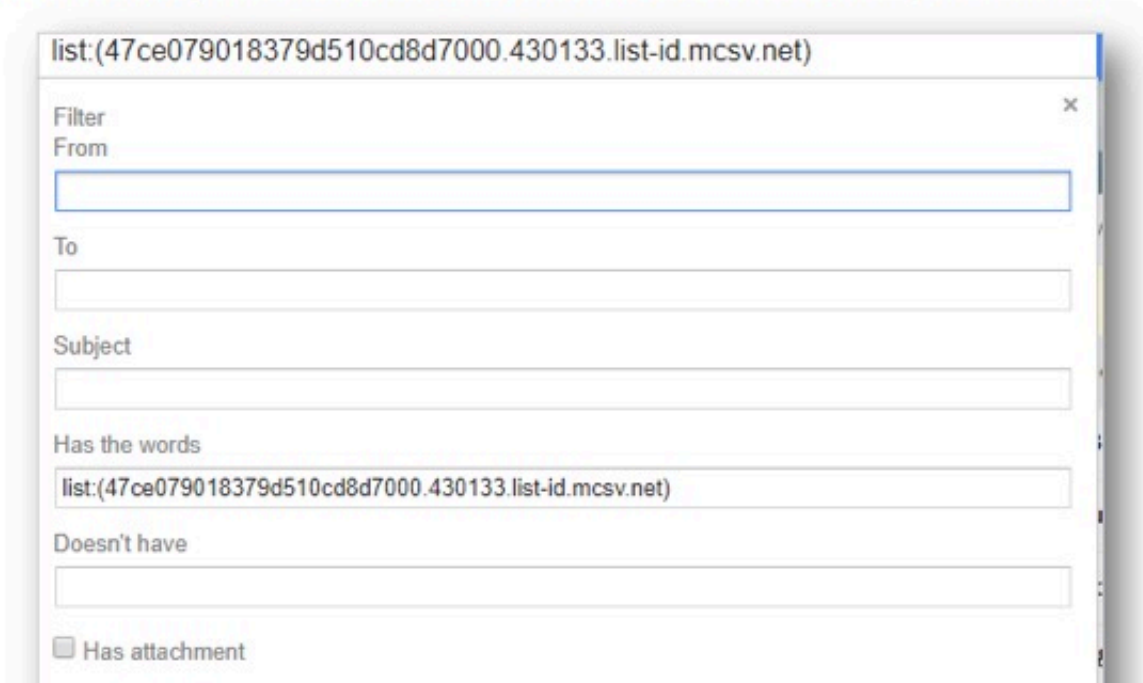 list:(47ce079018379d510cd8d7000.430133.list-id.mcsv.net)
Filter
×
From
To
Subject
Has the words
list:(47ce079018379d510cd8d7000.430133.list-id.mcsv.net)
Doesn't have
Has attachment